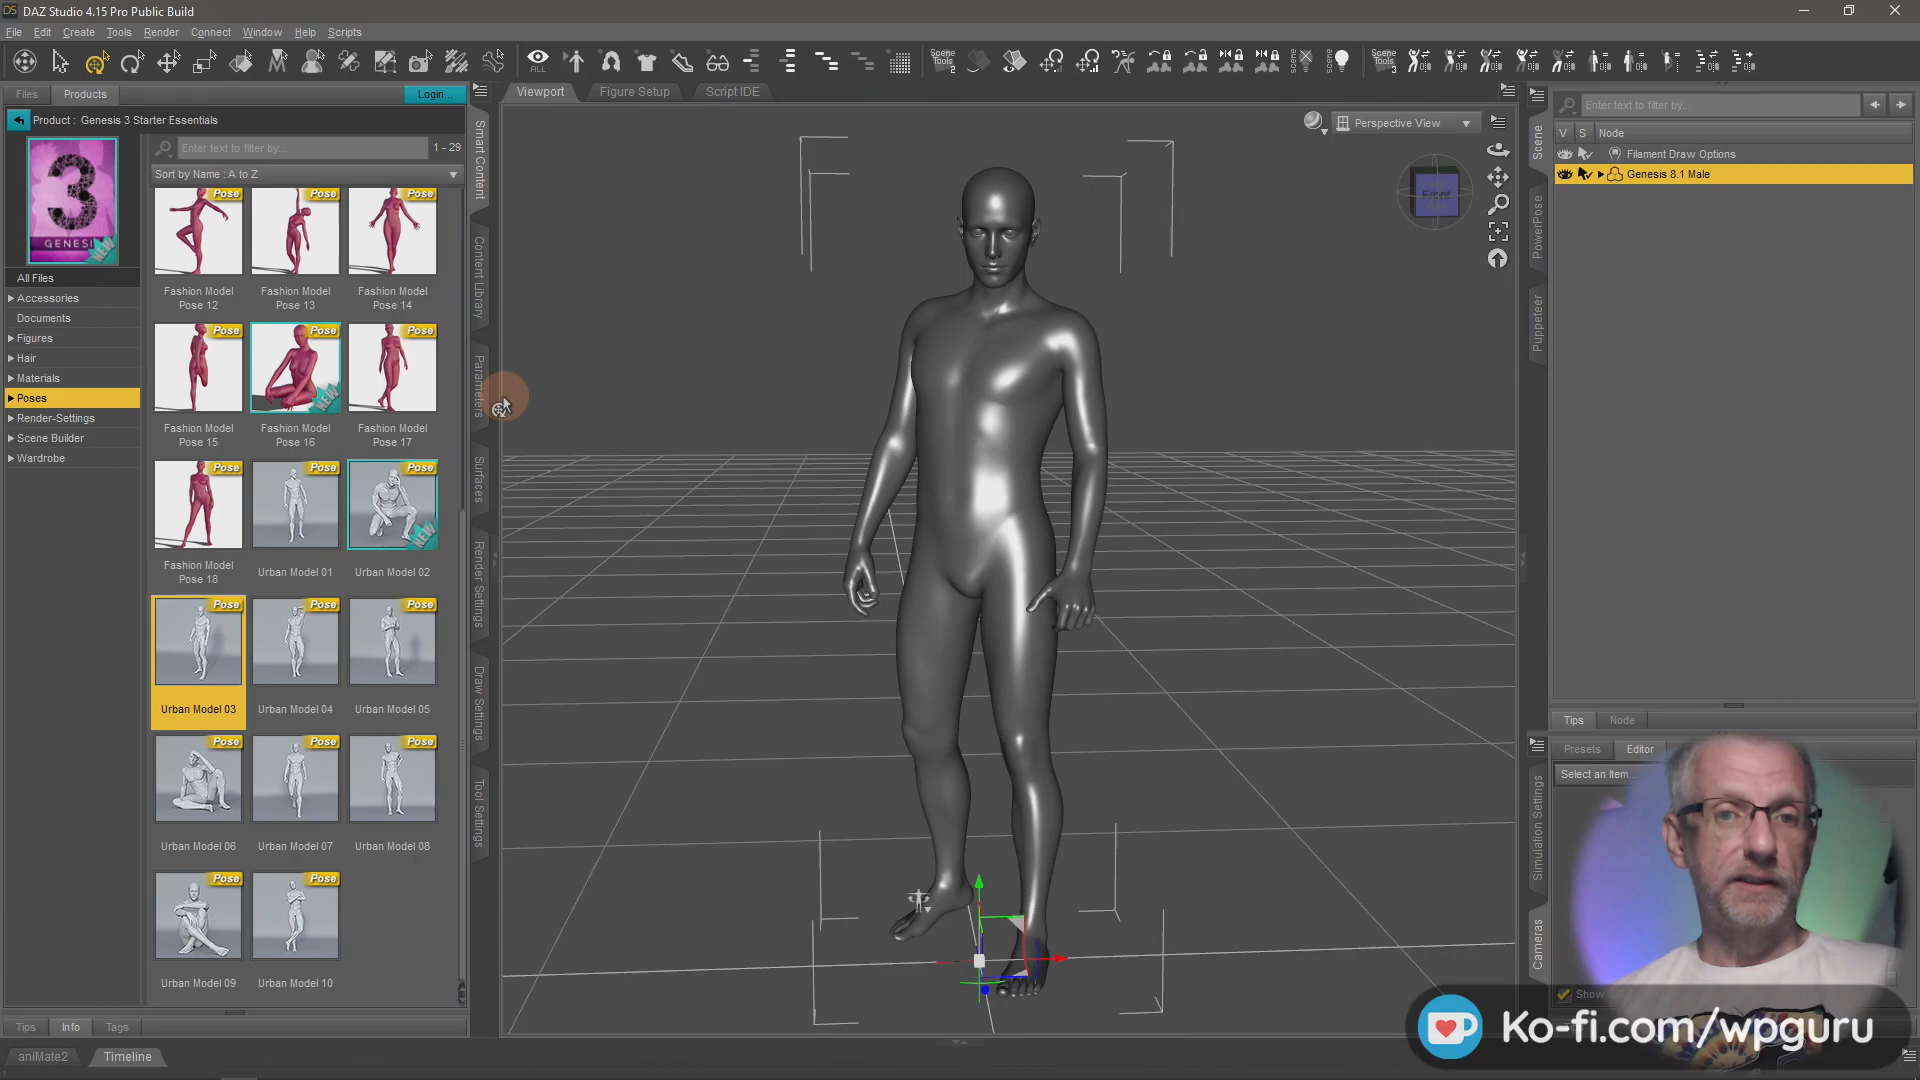 DAZ Studio 4.15 Pro Public Build
File Edit Create Tools Render Connect Window Help Scripts
ALL
Scene Tools 2
Scene Tools 3
Files Products Login...
Product : Genesis 3 Starter Essentials
Enter text to filter by... 1 - 29
Sort by Name : A to Z
3
GENESI
NEW
All Files
Accessories
Documents
Figures
Hair
Materials
Poses
Render-Settings
Scene Builder
Wardrobe
Pose Pose Pose
Fashion Model Pose 12
Fashion Model Pose 13
Fashion Model Pose 14
Pose Pose Pose
NEW
Fashion Model Pose 15
Fashion Model Pose 16
Fashion Model Pose 17
Pose Pose Pose
NEW
Fashion Model Pose 18
Urban Model 01
Urban Model 02
Pose Pose Pose
Urban Model 03
Urban Model 04
Urban Model 05
Pose Pose Pose
Urban Model 06
Urban Model 07
Urban Model 08
Pose Pose
Urban Model 09
Urban Model 10
Tips Info Tags
aniMate2 Timeline
Smart Content
Content Library
Parameters
Surfaces
Render Settings
Draw Settings
Tool Settings
Viewport Figure Setup Script IDE
Perspective View
Front
Scene
PowerPose
Puppeteer
Enter text to filter by...
V S Node
Filament Draw Options
Genesis 8.1 Male
Tips Node
Presets Editor
Select an Item...
Simulation Settings
Cameras
Show
Ko-fi.com/wpguru